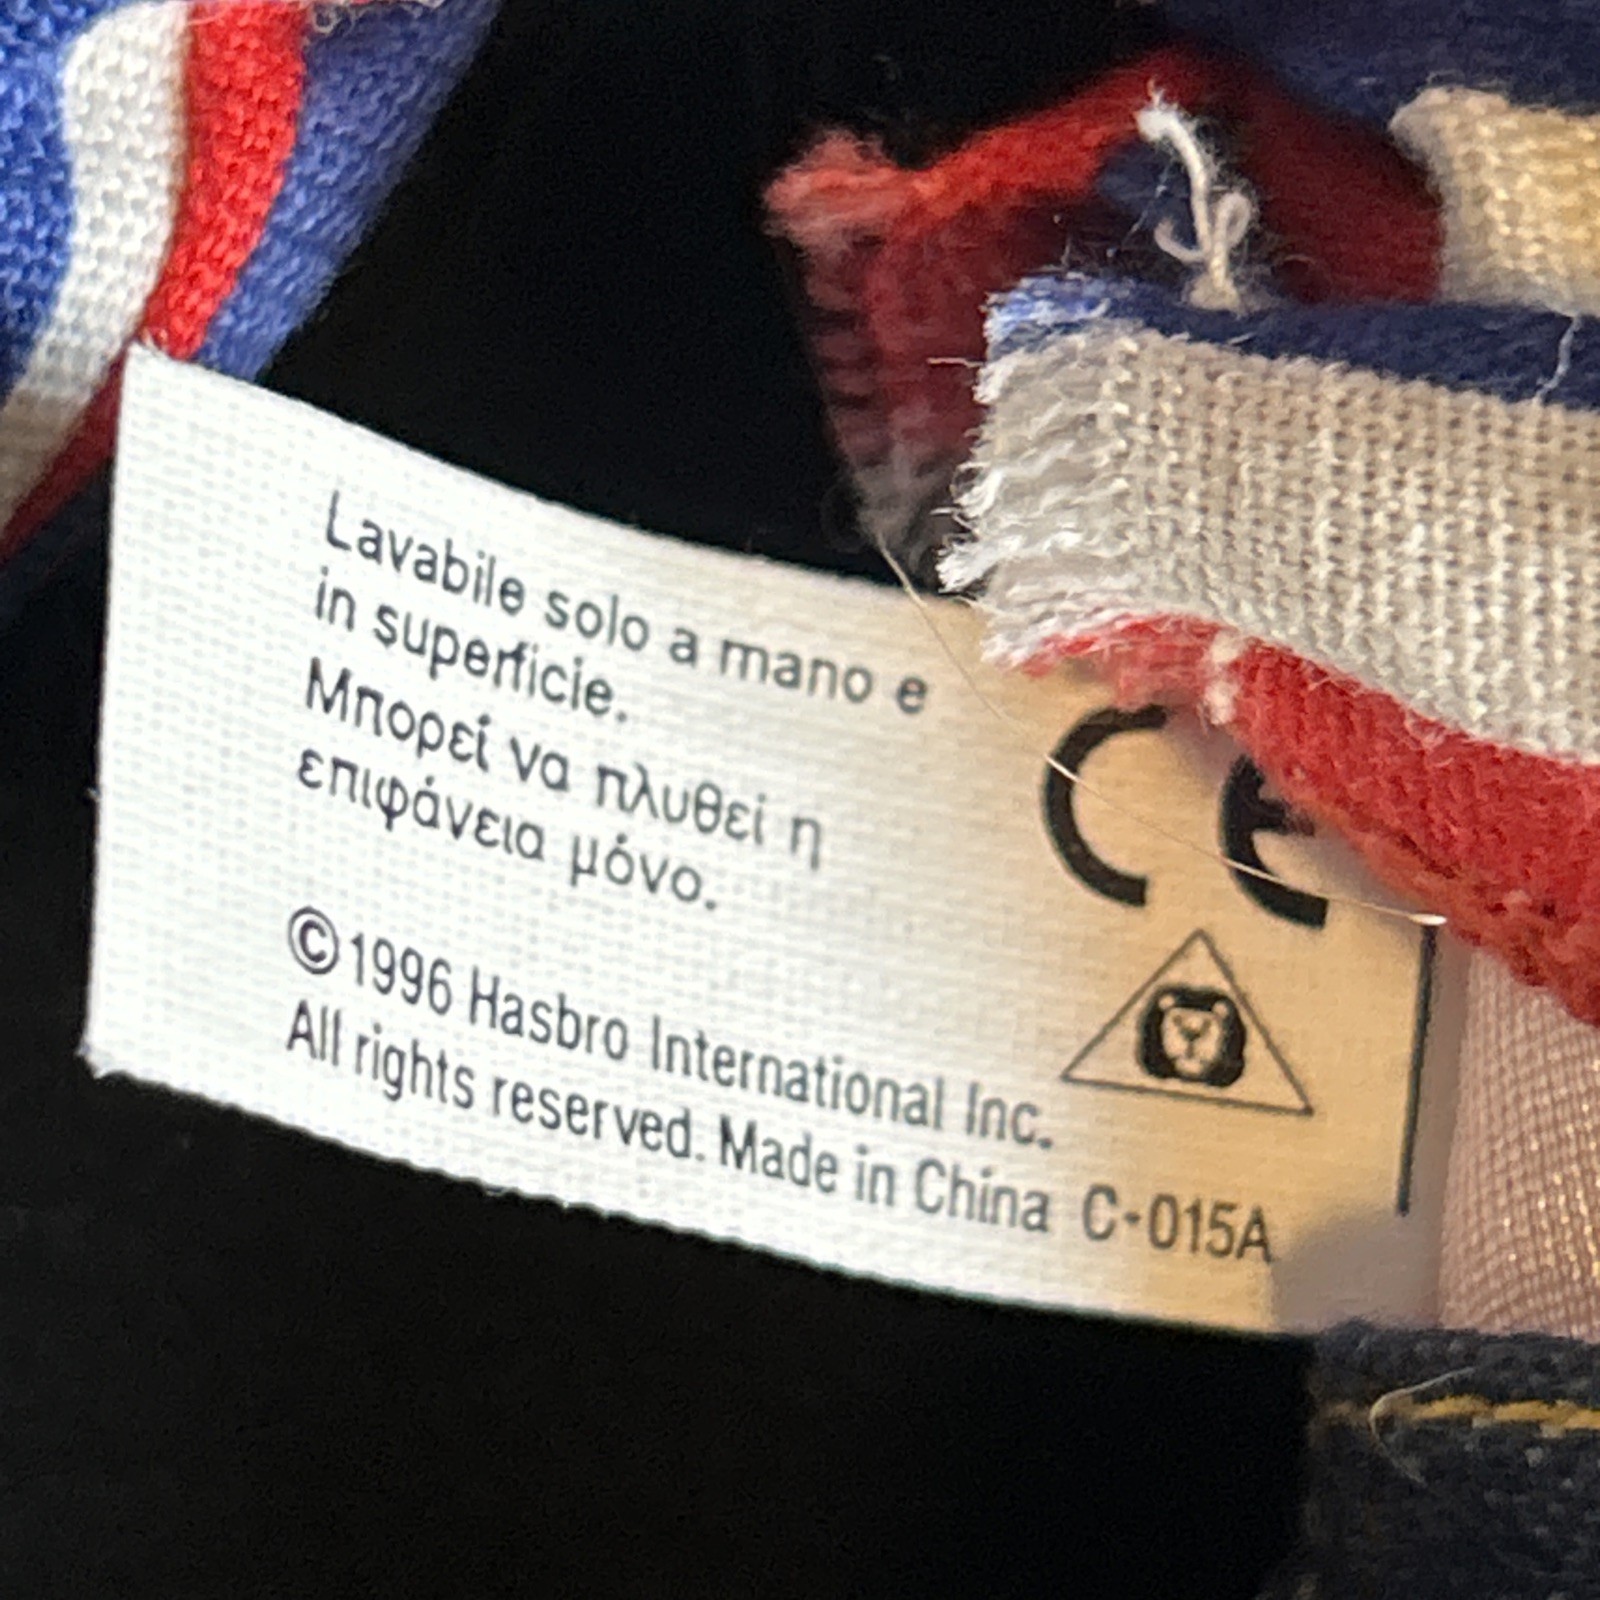 Lavabile solo a mano e
in superficie.
Μπορεί να πλυθεί η
επιφάνεια μόνο.
CE
©1996 Hasbro International Inc.
All rights reserved. Made in China C-015A